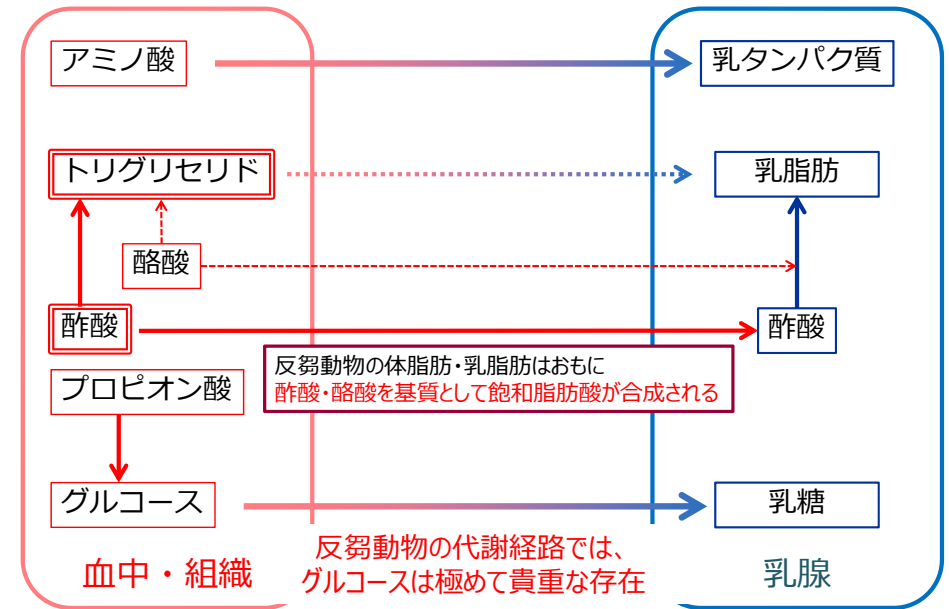 アミノ酸
乳タンパク質
トリグリセリド
乳脂肪
酪酸
酢酸
酢酸
反芻動物の体脂肪・乳脂肪はおもに
酢酸・酪酸を基質として飽和脂肪酸が合成される
プロピオン酸
グルコース
乳糖
血中・組織
反芻動物の代謝経路では、
グルコースは極めて貴重な存在
乳腺